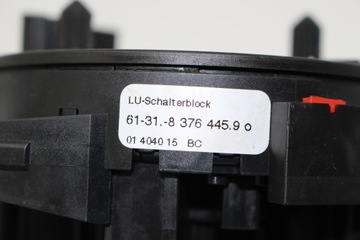 LU-Schalterblock
61-31.-8 376 445.9 o
01 4040 15 BC